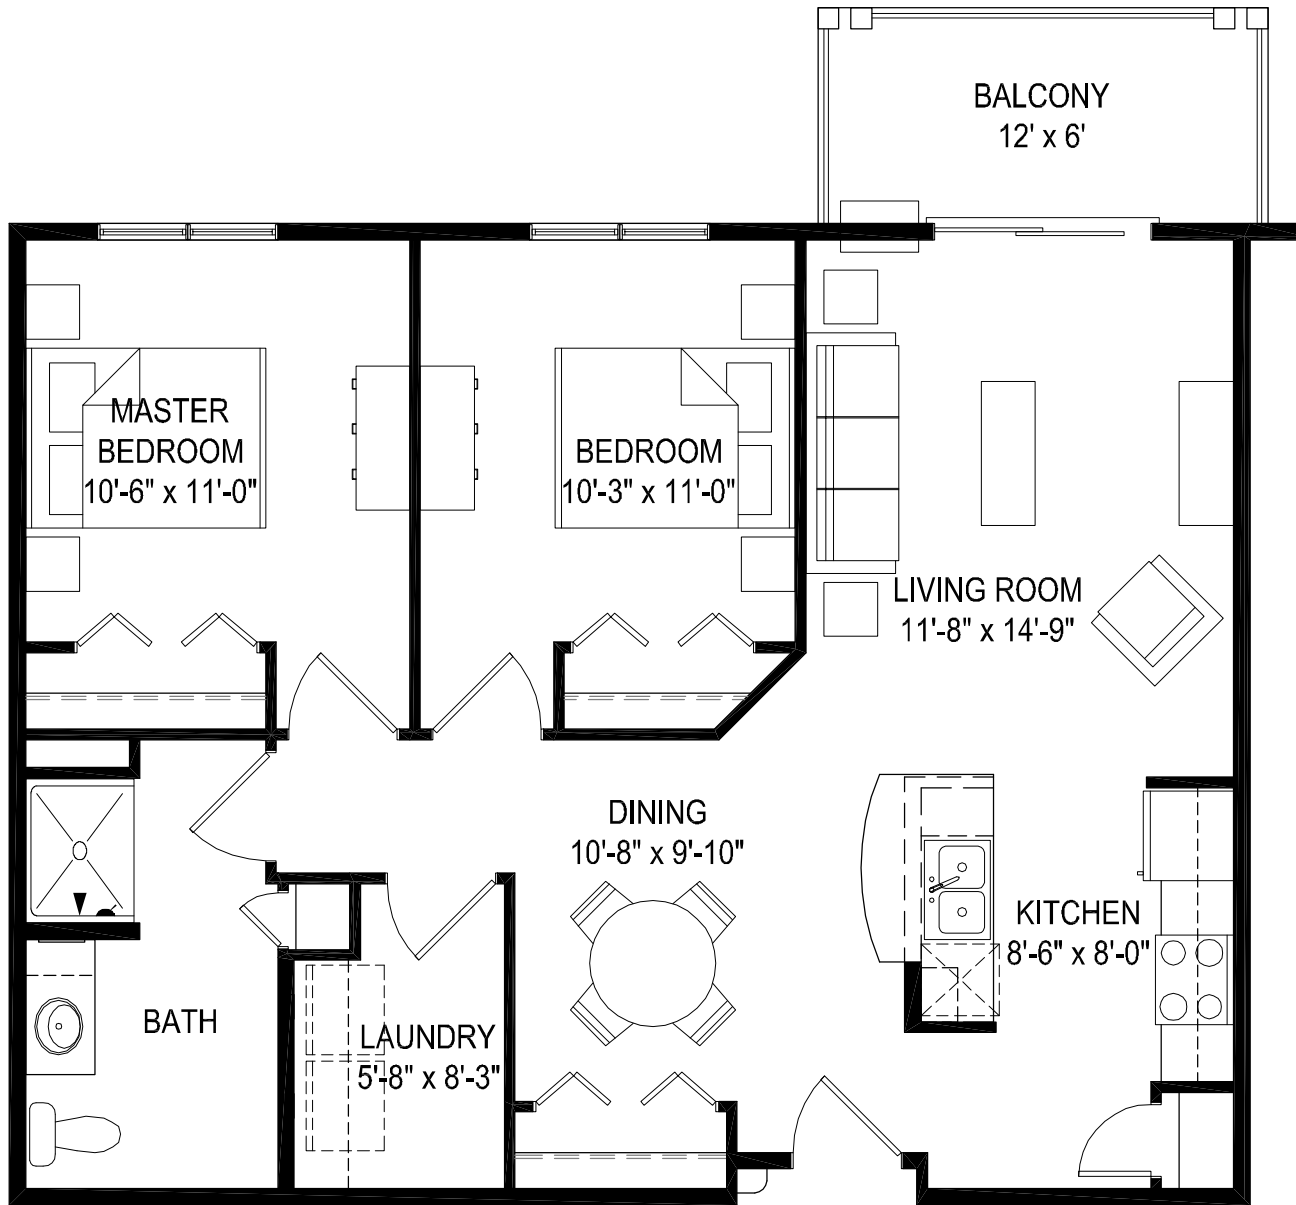 BALCONY
12' x 6'
MASTER
BEDROOM
10'-6" x 11'-0"
BEDROOM
10'-3" x 11'-0"
LIVING ROOM
11'-8" x 14'-9"
DINING
10'-8" x 9'-10"
KITCHEN
8'-6" x 8'-0"
BATH
LAUNDRY
5'-8" x 8'-3"